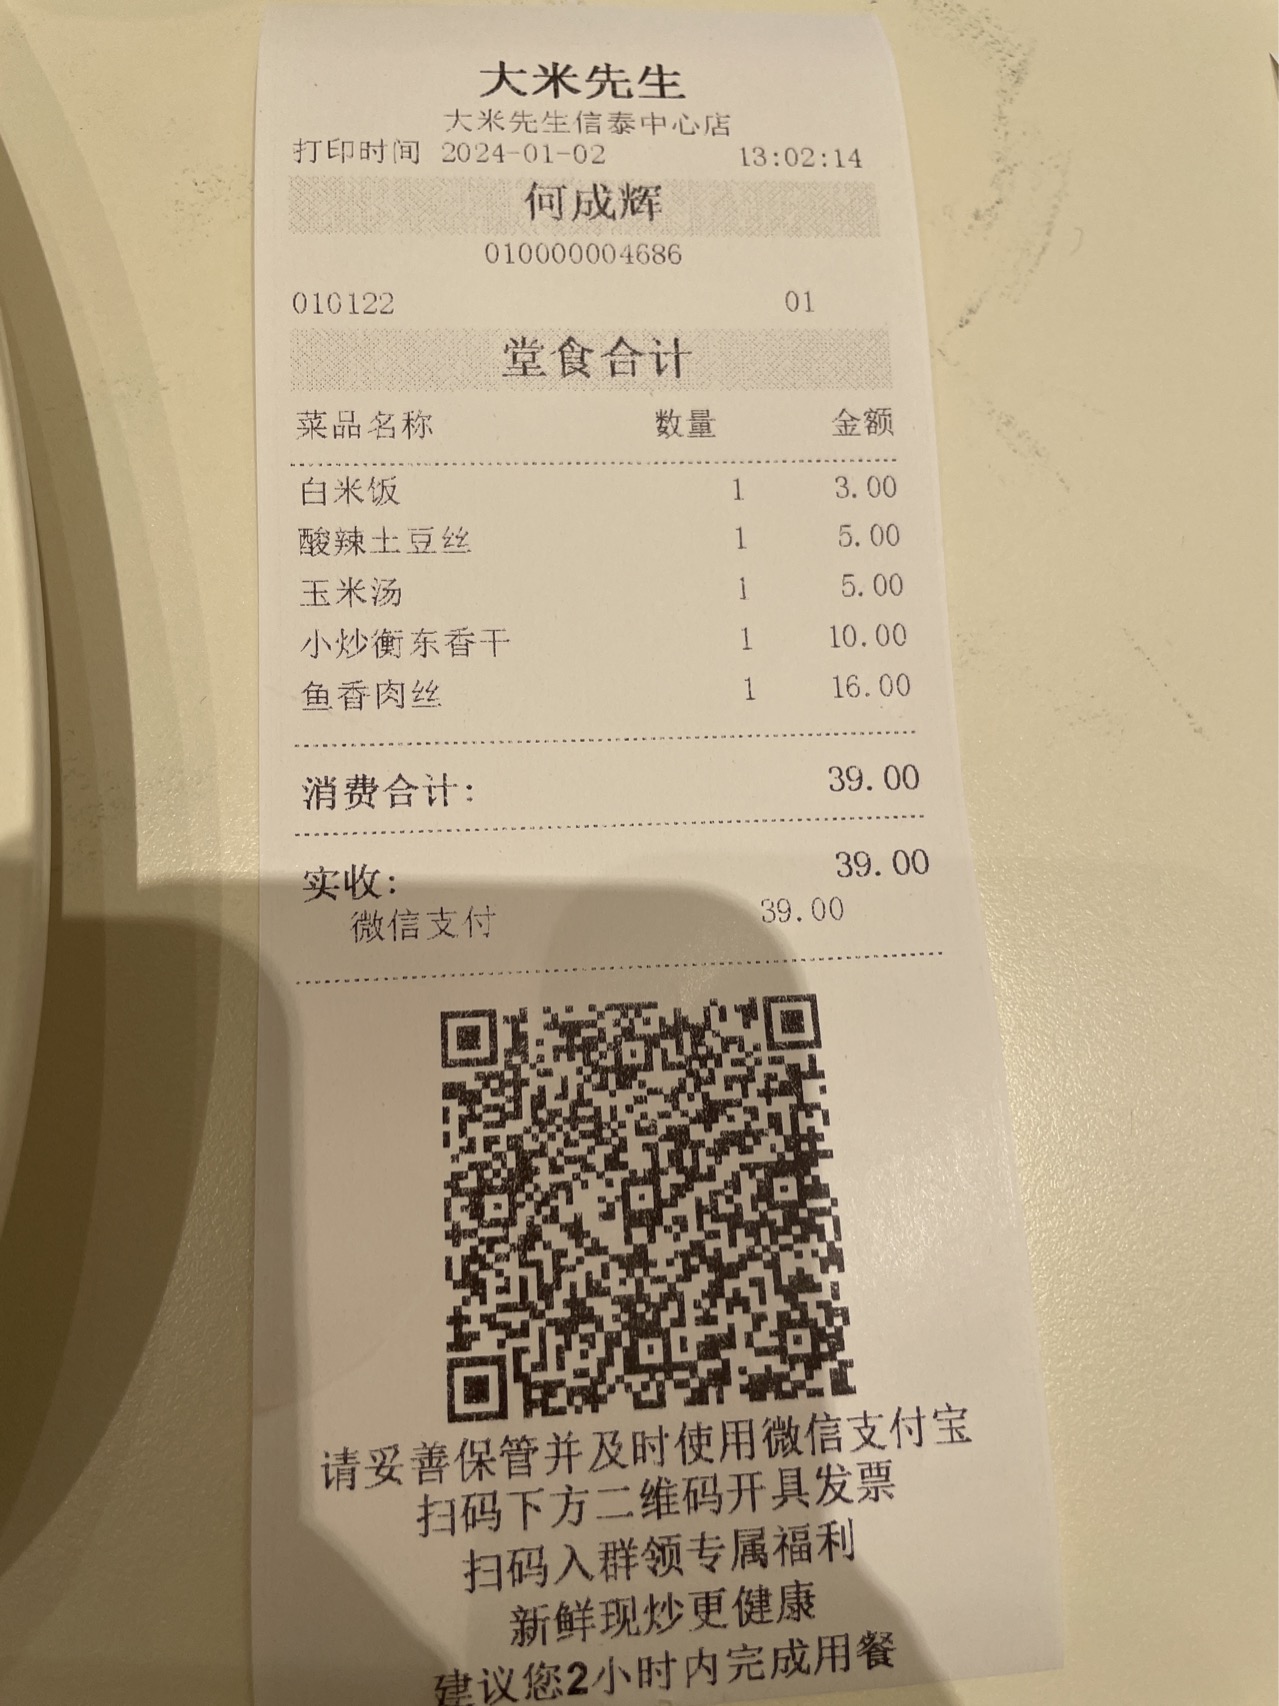 大米先生
大米先生信泰中心店
打印时间 2024-01-02 13:02:14
何成辉
010000004686
010122 01
堂食合计
菜品名称 数量 金额
白米饭 1 3.00
酸辣土豆丝 1 5.00
玉米汤 1 5.00
小炒衡东香干 1 10.00
鱼香肉丝 1 16.00
消费合计: 39.00
实收: 39.00
微信支付 39.00
请妥善保管并及时使用微信支付宝
扫码下方二维码开具发票
扫码入群领专属福利
新鲜现炒更健康
建议您2小时内完成用餐